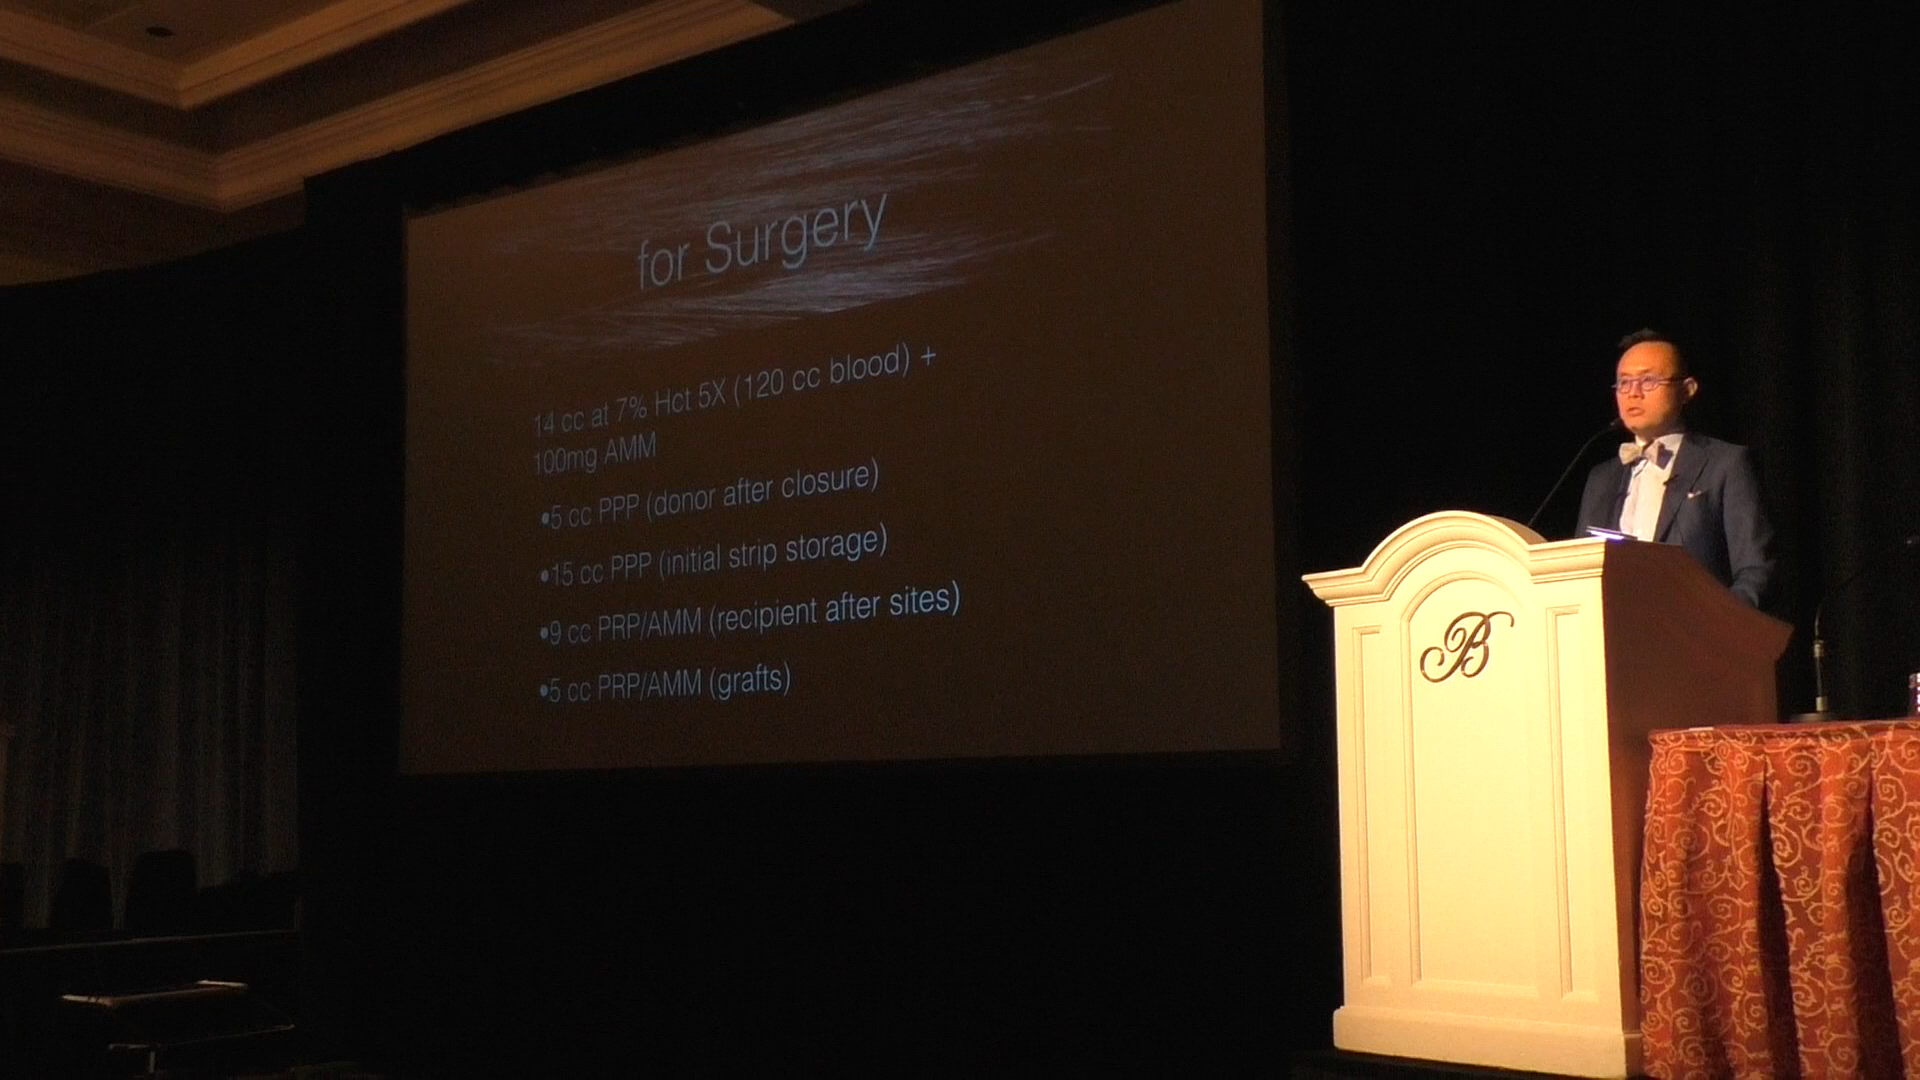 for Surgery
14 cc at 7% Hct 5X (120 cc blood) +
100mg AMM
•5 cc PPP (donor after closure)
•15 cc PPP (initial strip storage)
•9 cc PRP/AMM (recipient after sites)
•5 cc PRP/AMM (grafts)
B